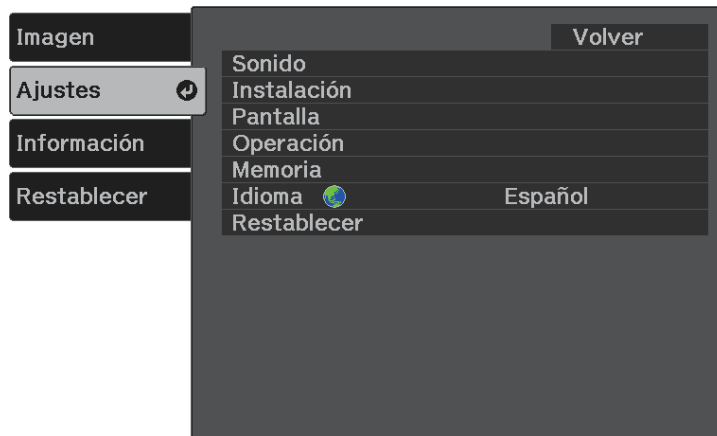 Imagen
Ajustes
Información
Restablecer
Volver
Sonido
Instalación
Pantalla
Operación
Memoria
Idioma Español
Restablecer